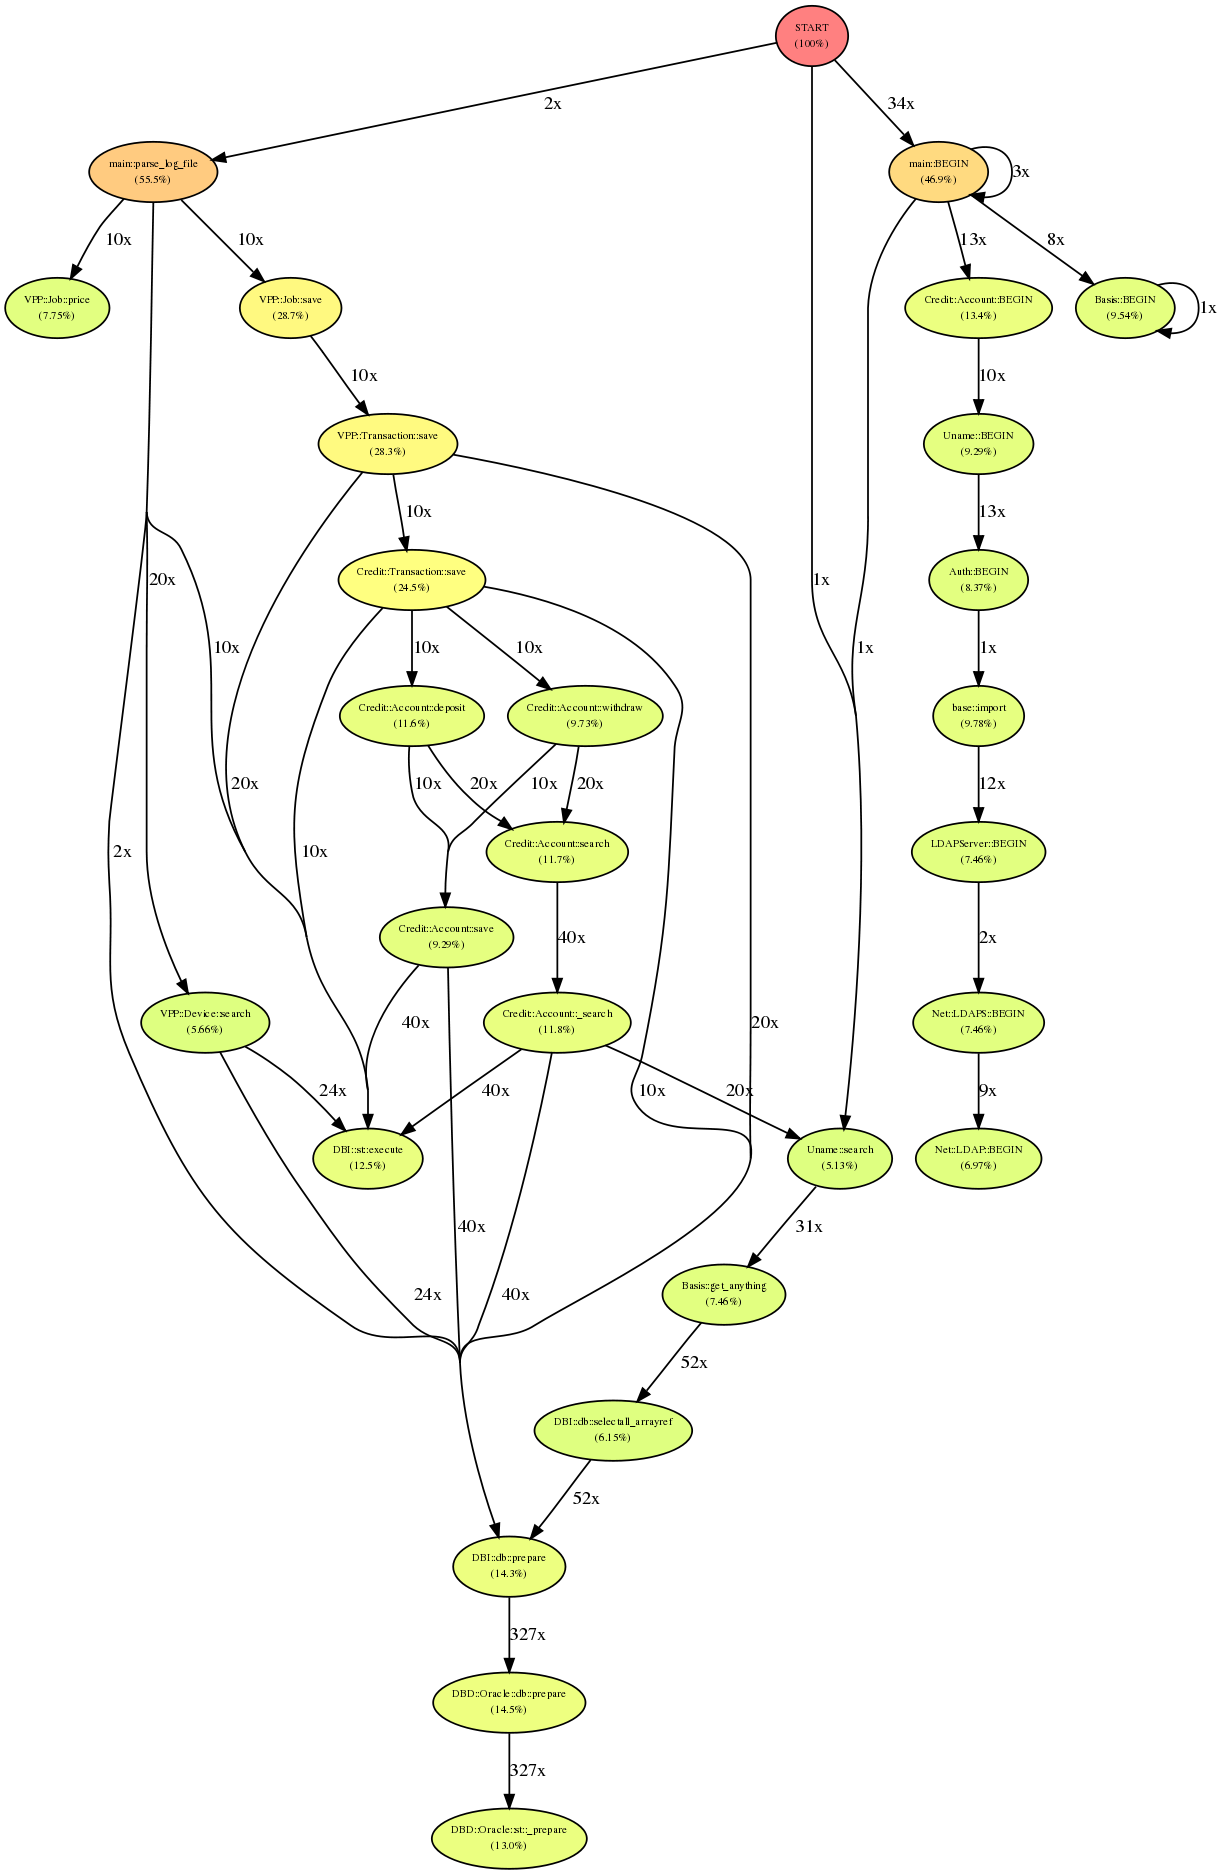 START
(100%)
2x
34x
main::parse_log_file
(55.5%)
main::BEGIN
(46.9%)
3x
10x
10x
13x
8x
VPP::Job::price
(7.75%)
VPP::Job::save
(28.7%)
Credit::Account::BEGIN
(13.4%)
Basis::BEGIN
(9.54%)
1x
10x
10x
VPP::Transaction::save
(28.3%)
Uname::BEGIN
(9.29%)
10x
13x
Credit::Transaction::save
(24.5%)
Auth::BEGIN
(8.37%)
20x
1x
10x
10x
10x
1x
1x
Credit::Account::deposit
(11.6%)
Credit::Account::withdraw
(9.73%)
base::import
(9.78%)
20x
10x
20x
10x
20x
12x
2x
10x
Credit::Account::search
(11.7%)
LDAPServer::BEGIN
(7.46%)
Credit::Account::save
(9.29%)
40x
2x
VPP::Device::search
(5.66%)
40x
Credit::Account::_search
(11.8%)
20x
Net::LDAPS::BEGIN
(7.46%)
24x
40x
10x
20x
9x
DBI::st::execute
(12.5%)
Uname::search
(5.13%)
Net::LDAP::BEGIN
(6.97%)
40x
31x
24x
40x
Basis::get_anything
(7.46%)
52x
DBI::db::selectall_arrayref
(6.15%)
52x
DBI::db::prepare
(14.3%)
327x
DBD::Oracle::db::prepare
(14.5%)
327x
DBD::Oracle::st::_prepare
(13.0%)